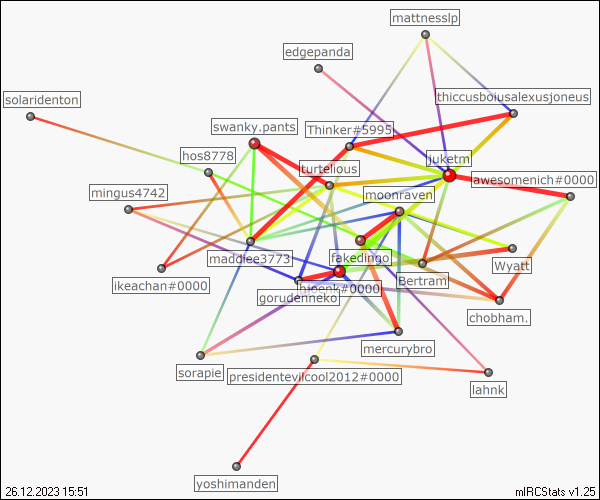 mattnesslp
edgepanda
solaridenton
thiccusboiusalexusjoneus
swanky.pants
Thinker#5995
hos8778
juketm
turtelious
awesomenich#0000
mingus4742
moonraven
maddiee3773
fakedingo
Wyatt
ikeachan#0000
Bertram
bjoenk#0000
gorudenneko
chobham.
mercurybro
sorapie
presidentevilcool2012#0000
lahnk
yoshimanden
26.12.2023 15:51
mIRCStats v1.25